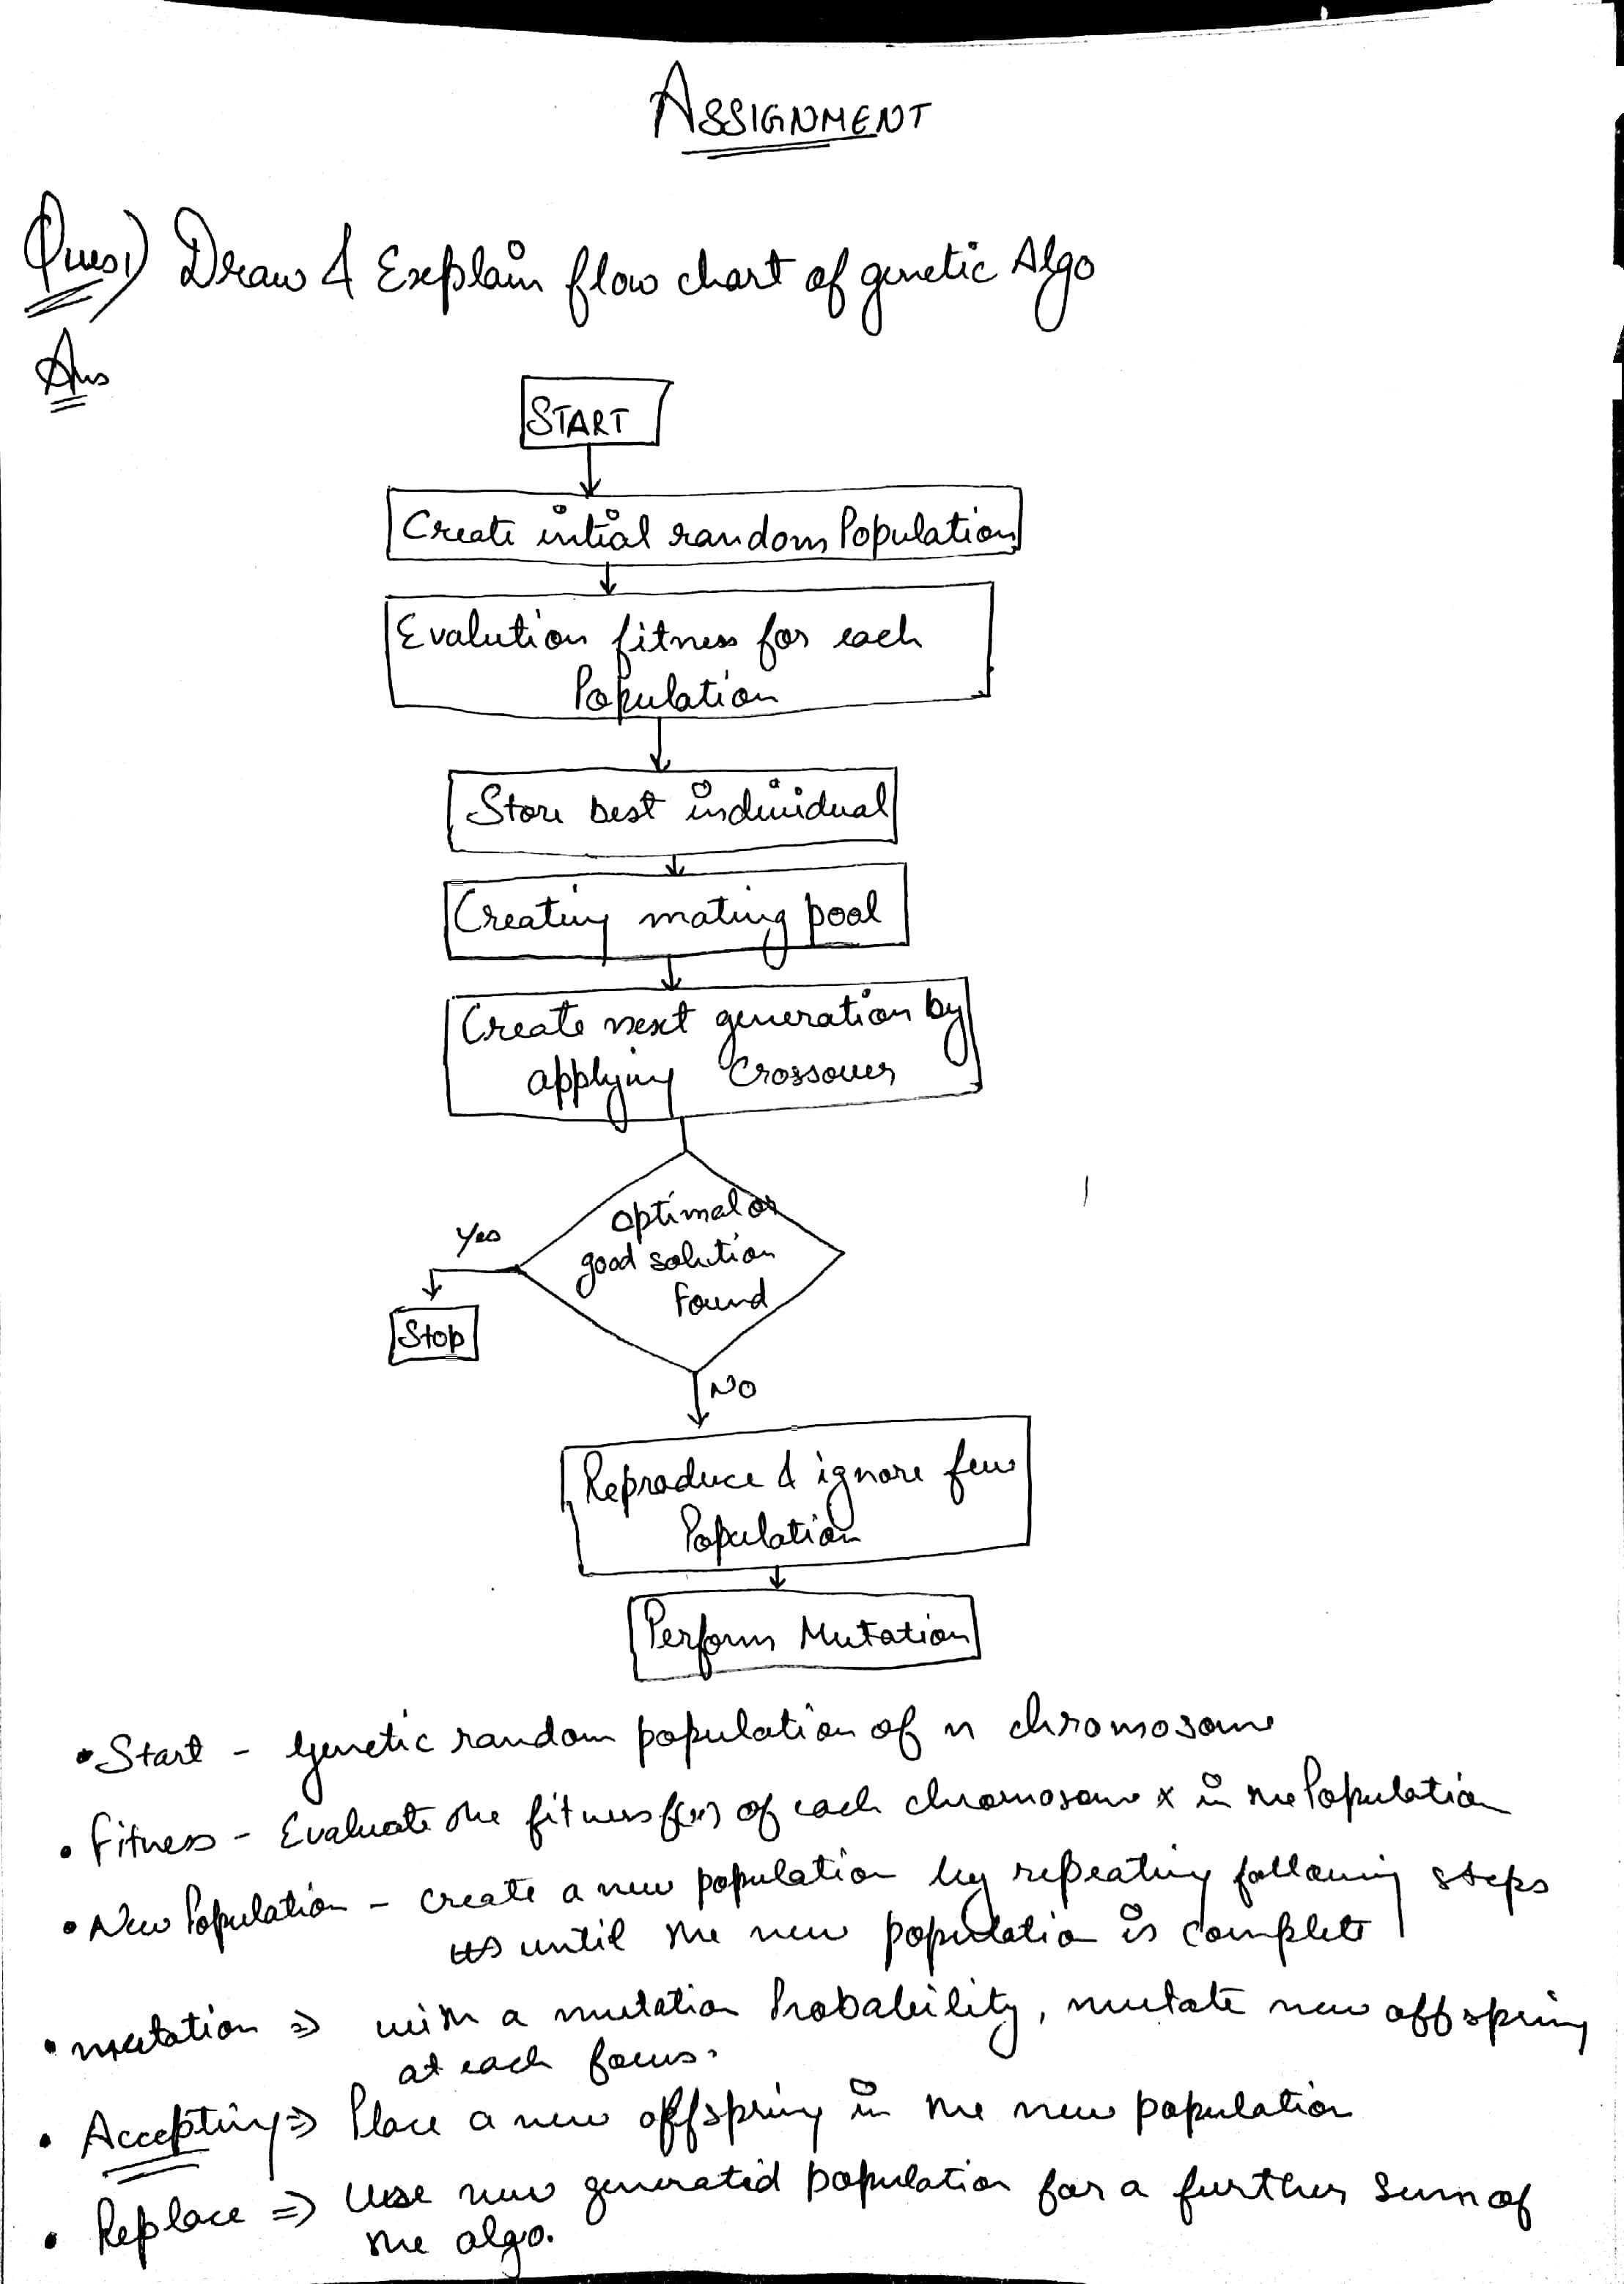 ASSIGNMENT
Ques1) Draw & Explain flow chart of genetic Algo
Ans
START
Create intial random Population
Evalution fitness for each
Population
Store best individual
Creating mating pool
Create next generation by
applying Crossover
optimal or
good solution
found
Yes
Stop
NO
Reproduce & ignore few
Population
Perform Mutation
• Start - genetic random population of n chromosome
• Fitness - Evaluate the fitness f(x) of each chromosome x in the Population
• New Population - create a new population by repeating following steps
until the new population is complete
• mutation ⇒ with a mutation Probability, mutate new offspring
at each focus.
• Accepting ⇒ Place a new offspring in the new population
• Replace ⇒ Use new generated population for a further sum of
the algo.